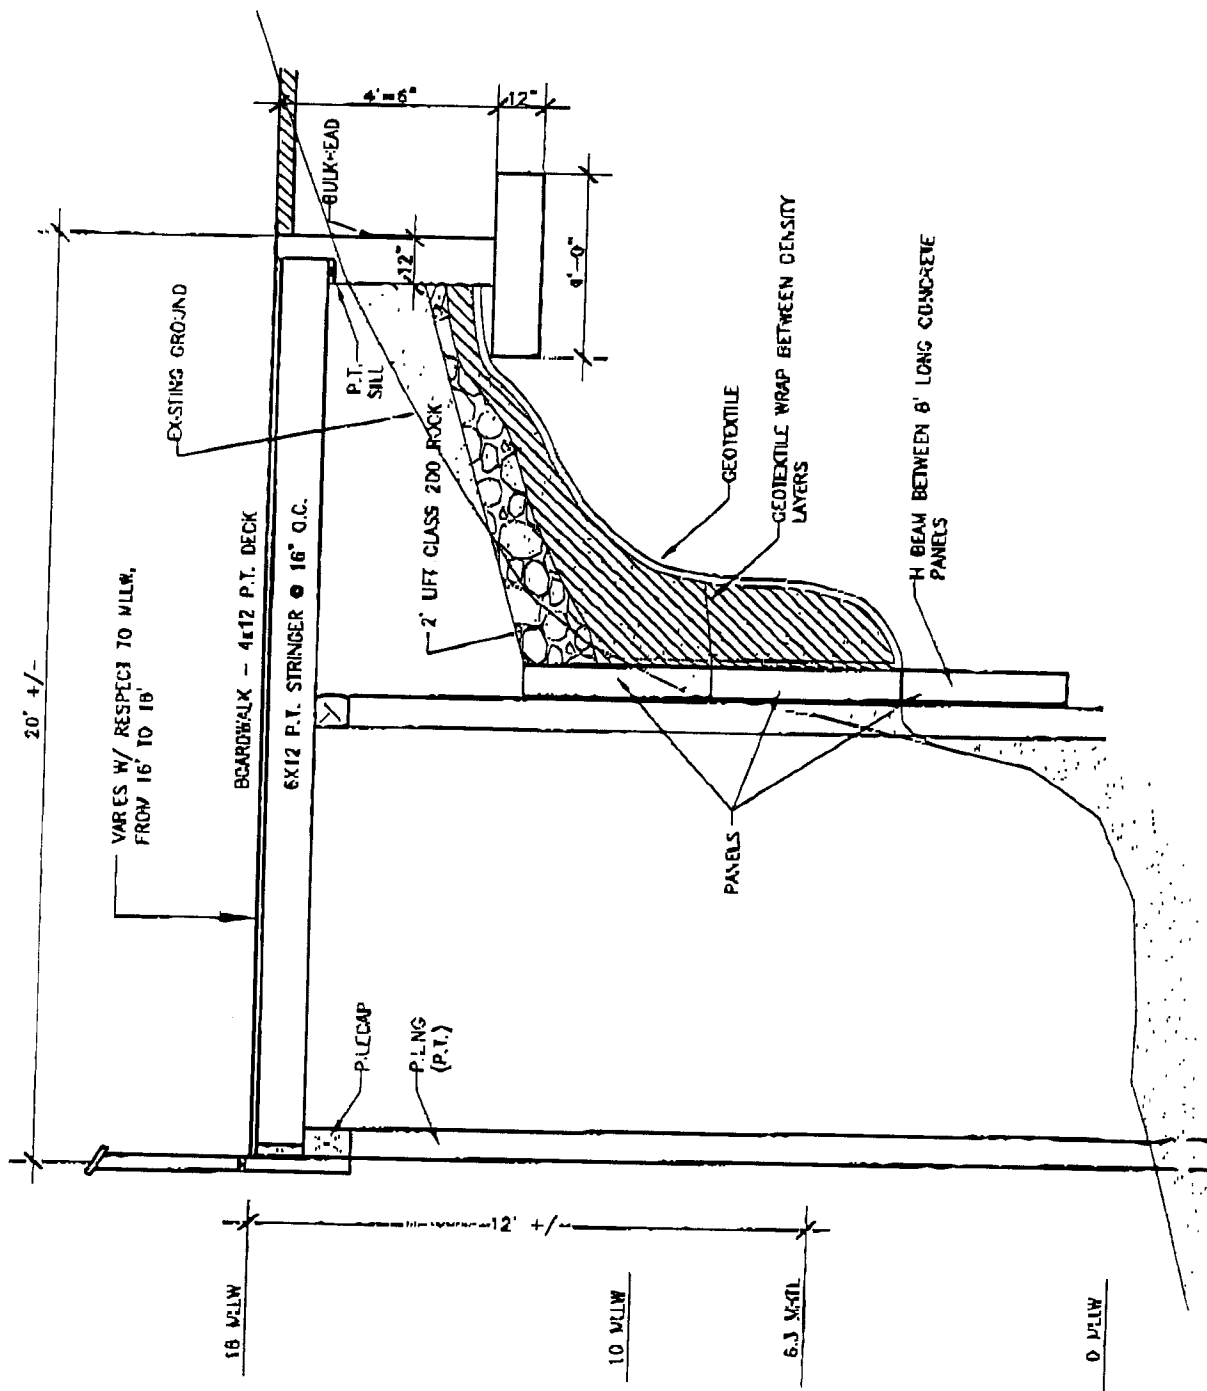 20' +/-
VARIES W/ RESPECT TO MLLW,
FROM 16' TO 18'
BOARDWALK - 4x12 P.T. DECK
6X12 P.T. STRINGER @ 16" O.C.
EXISTING GROUND
P.T.
SILL
BULKHEAD
4'-6"
12"
12"
4'-0"
2' LIFT CLASS 200 ROCK
GEOTEXTILE
GEOTEXTILE WRAP BETWEEN DENSITY
LAYERS
H BEAM BETWEEN 8' LONG CONCRETE
PANELS
PANELS
PILECAP
PILING
(P.T.)
12' +/-
18 MLLW
10 MLLW
6.3 MHTL
0 MLLW